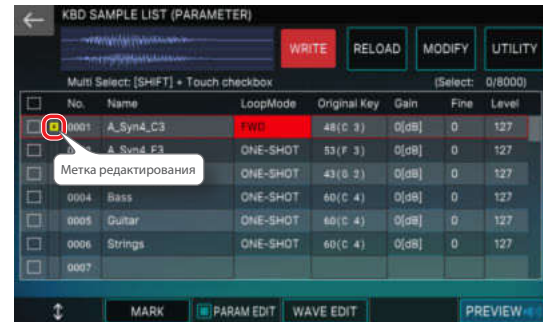 KBD SAMPLE LIST (PARAMETER)
WRITE RELOAD MODIFY UTILITY
Multi Select: [SHIFT] + Touch checkbox (Select: 0/8000)
No. Name LoopMode Original Key Gain Fine Level
0001 A_Syn4_C3 FWD 48(C 3) 0[dB] 0 127
A_Syn4_F3 ONE-SHOT 53(F 3) 0[dB] 0 127
Метка редактирования
ONE-SHOT 43(G 2) 0[dB] 0 127
0004 Bass ONE-SHOT 60(C 4) 0[dB] 0 127
0005 Guitar ONE-SHOT 60(C 4) 0[dB] 0 127
0006 Strings ONE-SHOT 60(C 4) 0[dB] 0 127
0007
MARK PARAM EDIT WAVE EDIT PREVIEW